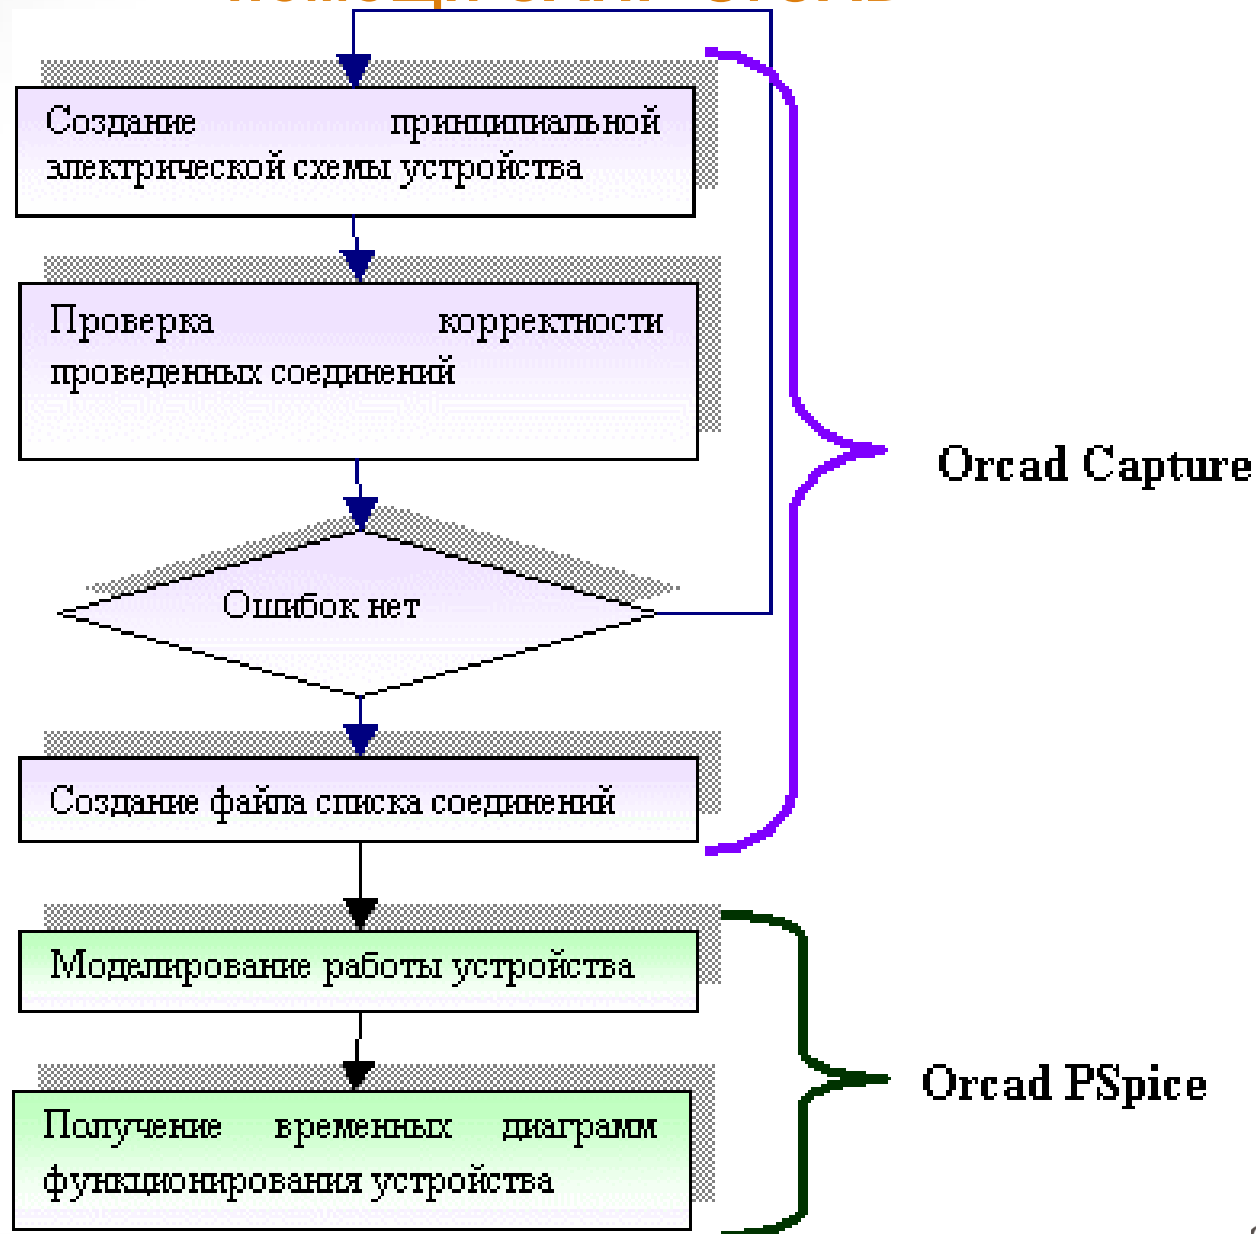 Создание принципиальной
электрической схемы устройства
Проверка корректности
проведенных соединений
Ошибок нет
Создание файла списка соединений
Orcad Capture
Моделирование работы устройства
Получение временных диаграмм
функционирования устройства
Orcad PSpice